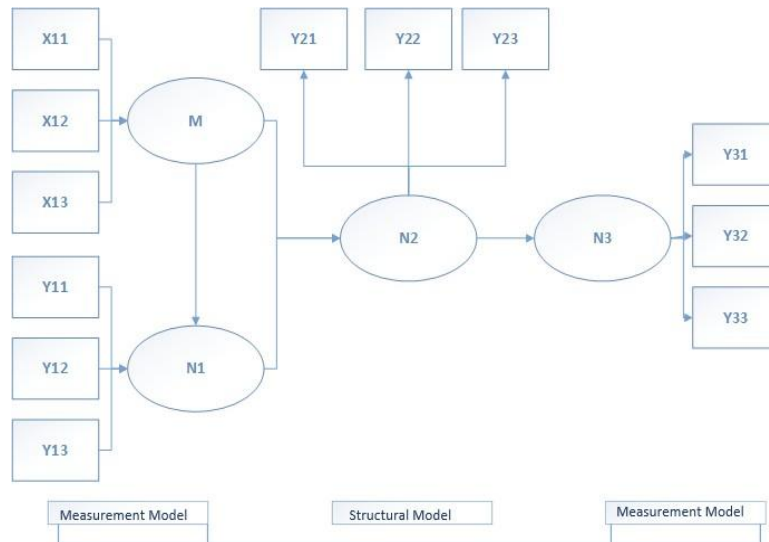 X11
X12
X13
M
Y21
Y22
Y23
Y11
Y12
Y13
N1
N2
N3
Y31
Y32
Y33
Measurement Model
Structural Model
Measurement Model